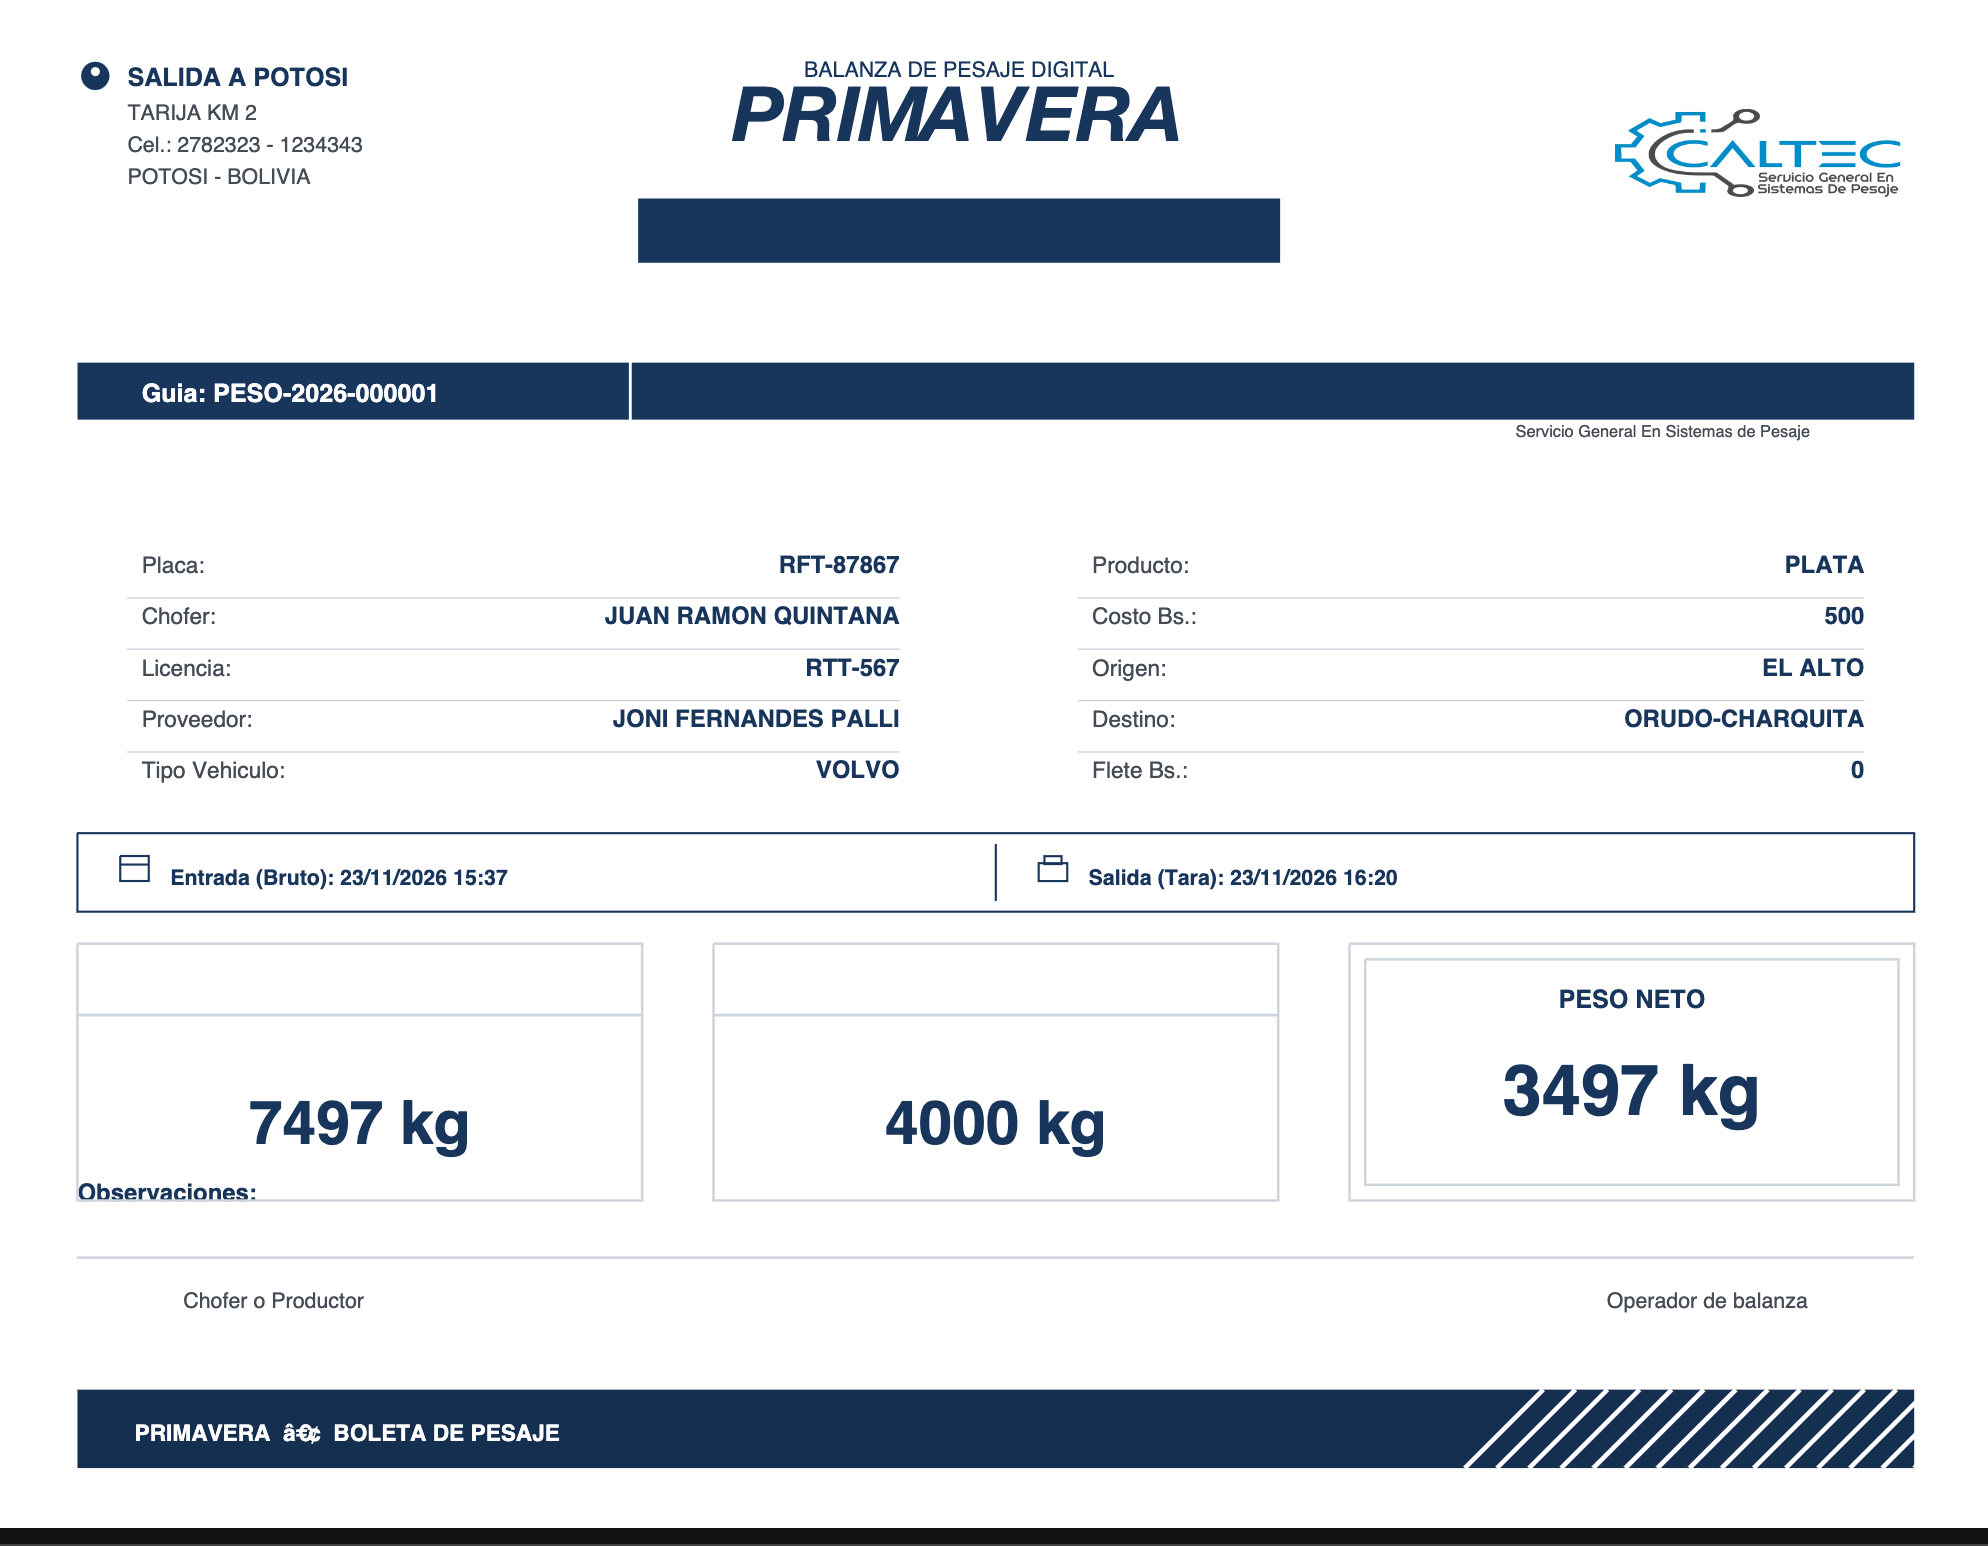 SALIDA A POTOSI
TARIJA KM 2
Cel.: 2782323 - 1234343
POTOSI - BOLIVIA
BALANZA DE PESAJE DIGITAL
PRIMAVERA
CALTEC
Servicio General En
Sistemas De Pesaje
Guia: PESO-2026-000001
Servicio General En Sistemas de Pesaje
Placa: RFT-87867
Chofer: JUAN RAMON QUINTANA
Licencia: RTT-567
Proveedor: JONI FERNANDES PALLI
Tipo Vehiculo: VOLVO
Producto: PLATA
Costo Bs.: 500
Origen: EL ALTO
Destino: ORUDO-CHARQUITA
Flete Bs.: 0
Entrada (Bruto): 23/11/2026 15:37
Salida (Tara): 23/11/2026 16:20
7497 kg
4000 kg
PESO NETO
3497 kg
Observaciones:
Chofer o Productor
Operador de balanza
PRIMAVERA â€¢ BOLETA DE PESAJE